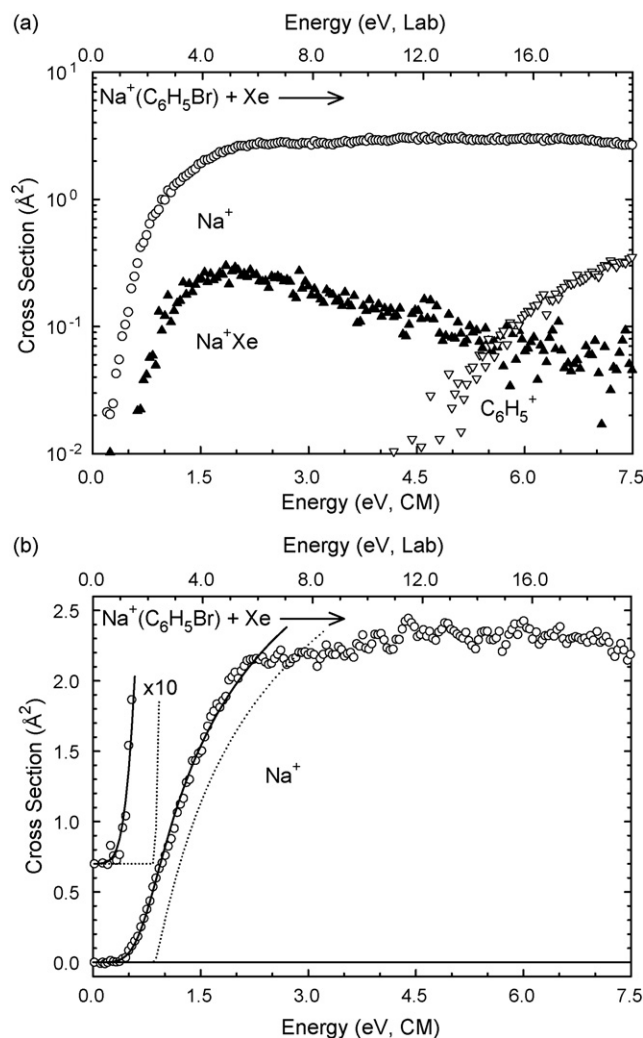 (a)
Energy (eV, Lab)
0.0 4.0 8.0 12.0 16.0
10¹
Na⁺(C₆H₅Br) + Xe
10⁰
Na⁺
Cross Section (Å²)
10⁻¹
Na⁺Xe
C₆H₅⁺
10⁻²
0.0 1.5 3.0 4.5 6.0 7.5
Energy (eV, CM)
(b)
Energy (eV, Lab)
0.0 4.0 8.0 12.0 16.0
2.5
Na⁺(C₆H₅Br) + Xe
2.0
x10
1.5
Na⁺
Cross Section (Å²)
1.0
0.5
0.0
0.0 1.5 3.0 4.5 6.0 7.5
Energy (eV, CM)